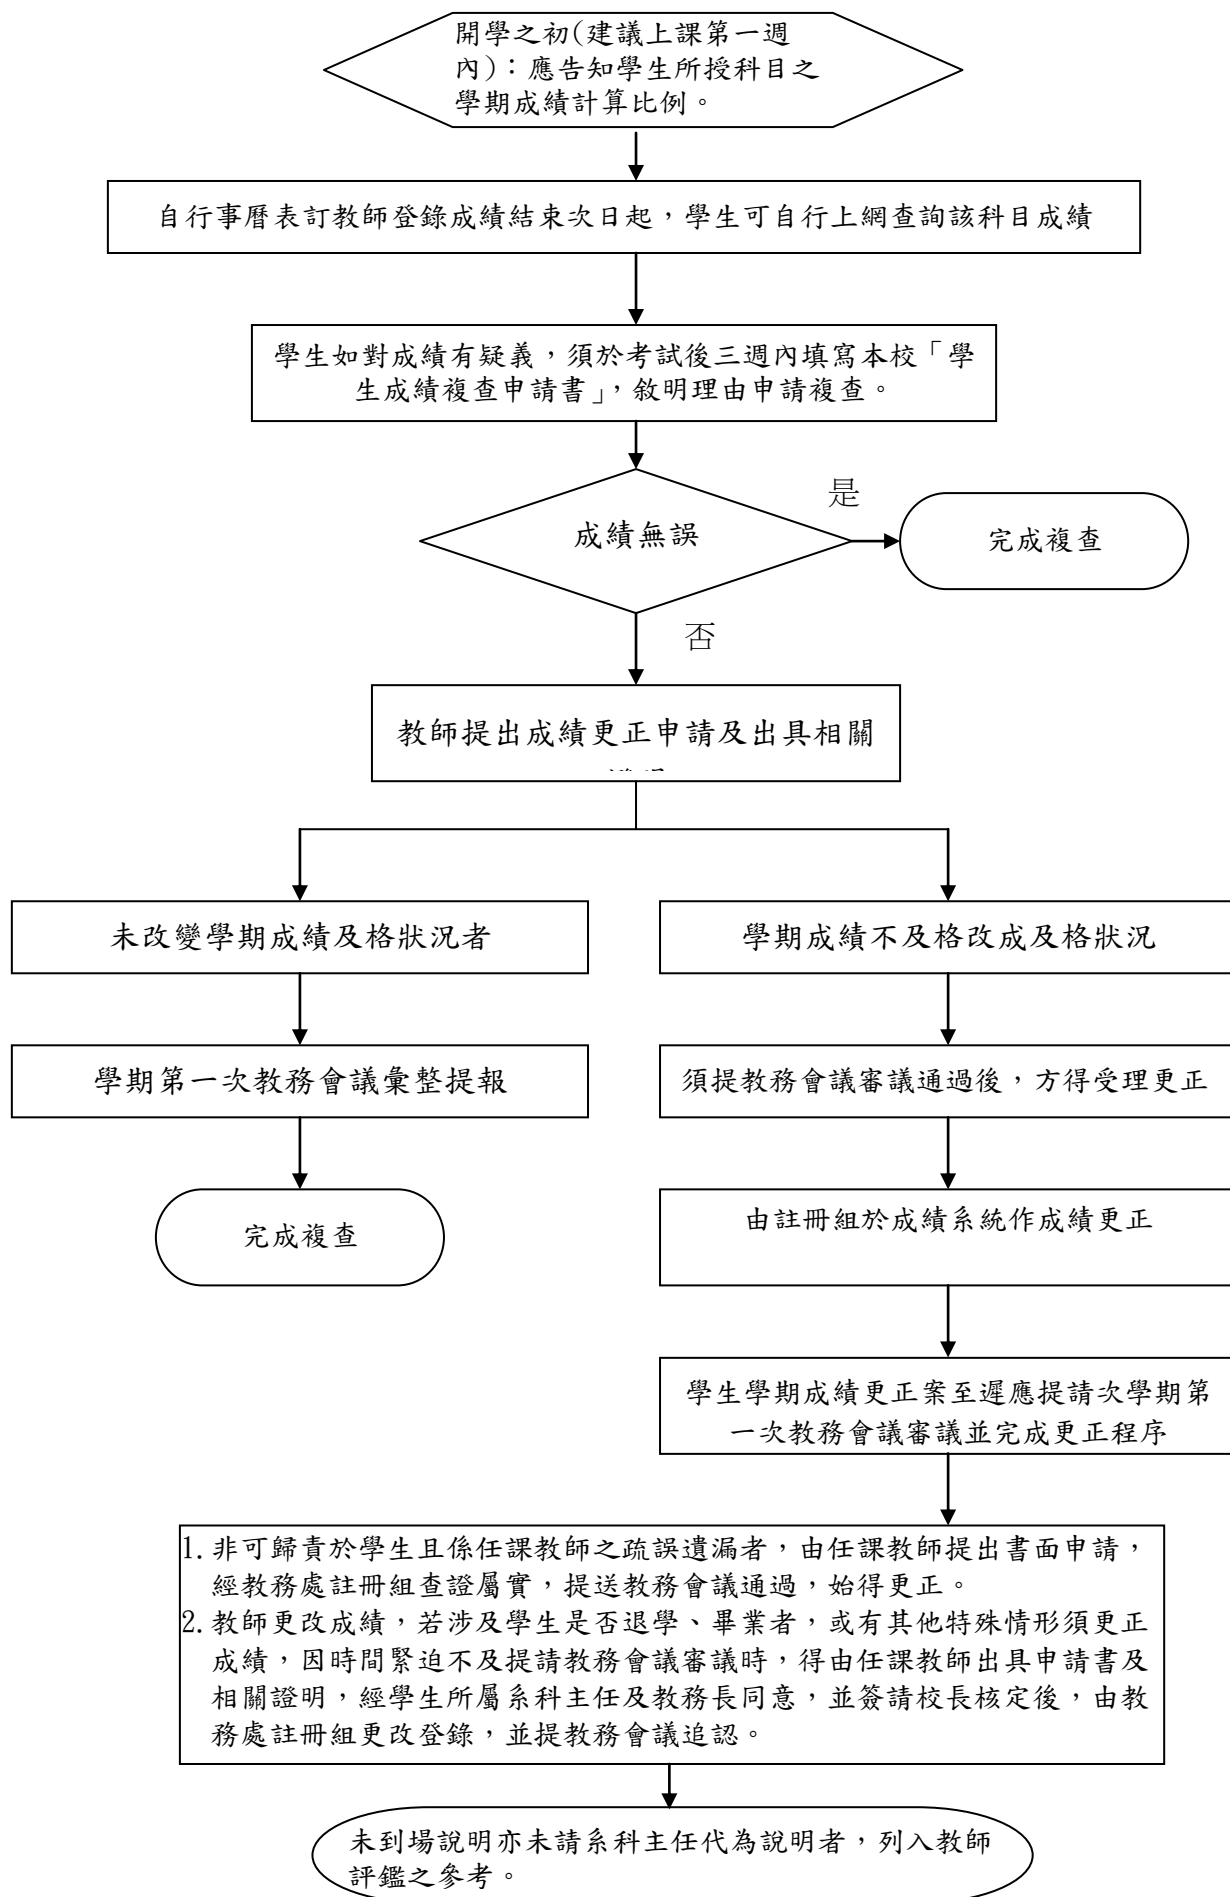 開學之初(建議上課第一週
內)：應告知學生所授科目之
學期成績計算比例。
自行事曆表訂教師登錄成績結束次日起，學生可自行上網查詢該科目成績
學生如對成績有疑義，須於考試後三週內填寫本校「學
生成績複查申請書」，敘明理由申請複查。
成績無誤
是
完成複查
否
教師提出成績更正申請及出具相關
未改變學期成績及格狀況者
學期成績不及格改成及格狀況
學期第一次教務會議彙整提報
須提教務會議審議通過後，方得受理更正
完成複查
由註冊組於成績系統作成績更正
學生學期成績更正案至遲應提請次學期第
一次教務會議審議並完成更正程序
1. 非可歸責於學生且係任課教師之疏誤遺漏者，由任課教師提出書面申請，
經教務處註冊組查證屬實，提送教務會議通過，始得更正。
2. 教師更改成績，若涉及學生是否退學、畢業者，或有其他特殊情形須更正
成績，因時間緊迫不及提請教務會議審議時，得由任課教師出具申請書及
相關證明，經學生所屬系科主任及教務長同意，並簽請校長核定後，由教
務處註冊組更改登錄，並提教務會議追認。
未到場說明亦未請系科主任代為說明者，列入教師
評鑑之參考。